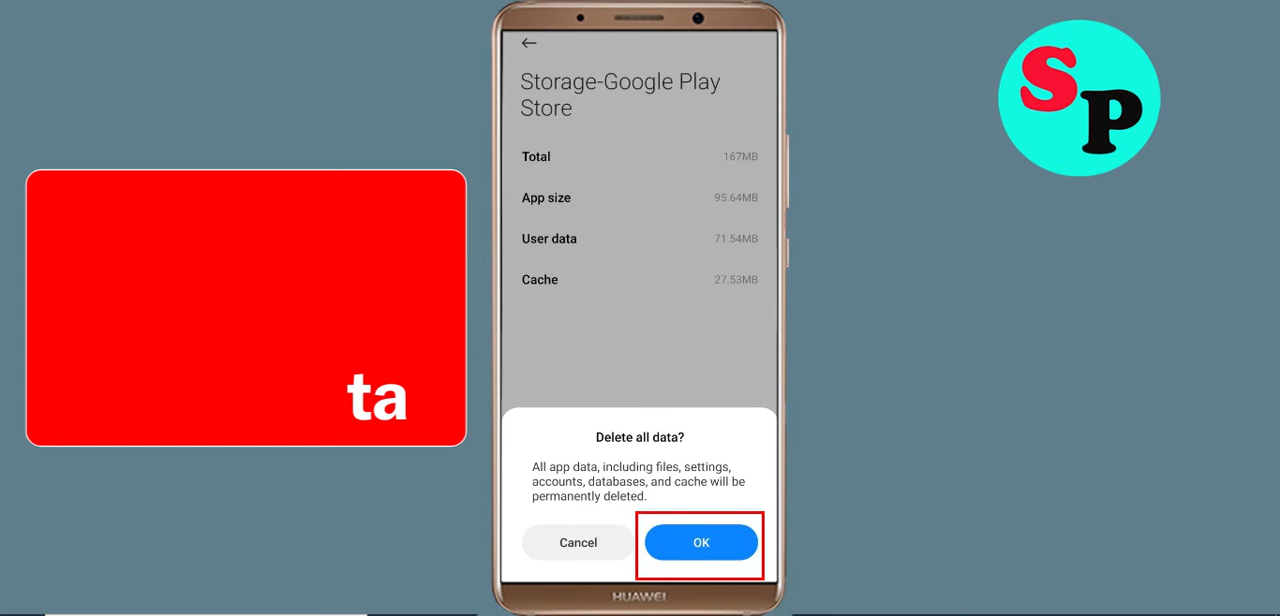 Storage-Google Play
Store
Total 167MB
App size 95.64MB
User data 71.54MB
Cache 27.53MB
Delete all data?
All app data, including files, settings,
accounts, databases, and cache will be
permanently deleted.
Cancel OK
HUAWEI
ta
SP